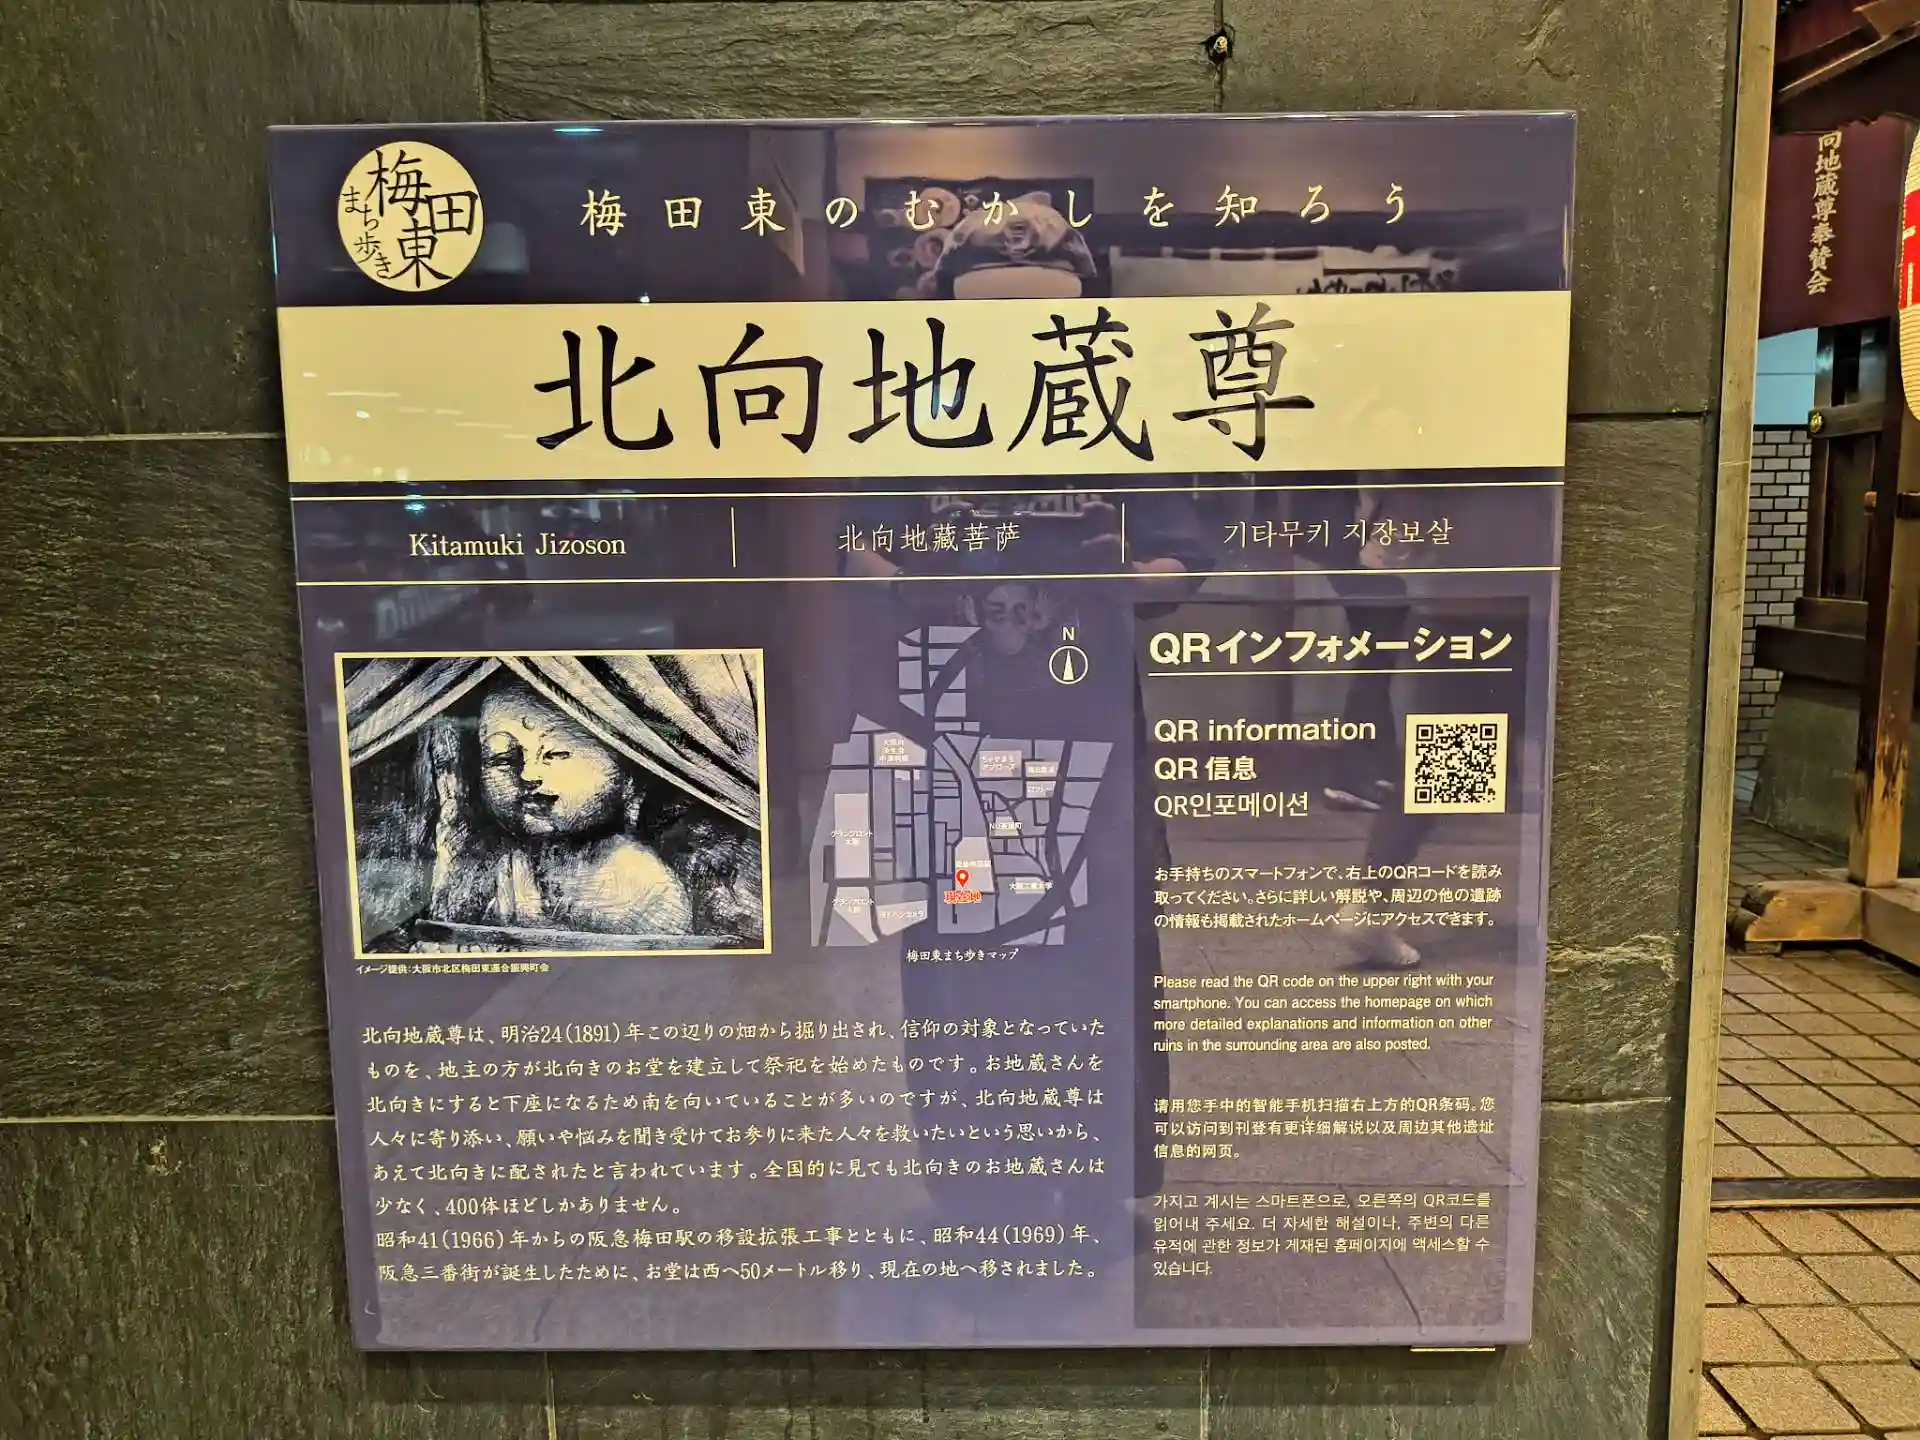 梅田東
まち歩き
梅田東のむかしを知ろう
北向地蔵尊
Kitamuki Jizoson
北向地藏菩萨
기타무키 지장보살
イメージ提供:大阪市北区梅田東連合振興町会
N
グランフロント
大阪
現在地
梅田東まち歩きマップ
北向地蔵尊は、明治24(1891)年この辺りの畑から掘り出され、信仰の対象となっていた
ものを、地主の方が北向きのお堂を建立して祭祀を始めたものです。お地蔵さんを
北向きにすると下座になるため南を向いていることが多いのですが、北向地蔵尊は
人々に寄り添い、願いや悩みを聞き受けてお参りに来た人々を救いたいという思いから、
あえて北向きに配されたと言われています。全国的に見ても北向きのお地蔵さんは
少なく、400体ほどしかありません。
昭和41(1966)年からの阪急梅田駅の移設拡張工事とともに、昭和44(1969)年、
阪急三番街が誕生したために、お堂は西へ50メートル移り、現在の地へ移されました。
QRインフォメーション
QR information
QR 信息
QR인포메이션
お手持ちのスマートフォンで、右上のQRコードを読み
取ってください。さらに詳しい解説や、周辺の他の遺跡
の情報も掲載されたホームページにアクセスできます。
Please read the QR code on the upper right with your
smartphone. You can access the homepage on which
more detailed explanations and information on other
ruins in the surrounding area are also posted.
请用您手中的智能手机扫描右上方的QR条码。您
可以访问到刊登有更详细解说以及周边其他遗址
信息的网页。
가지고 계시는 스마트폰으로, 오른쪽의 QR코드를
읽어내 주세요. 더 자세한 해설이나, 주변의 다른
유적에 관한 정보가 게재된 홈페이지에 액세스할 수
있습니다.
向地蔵尊奉賛会